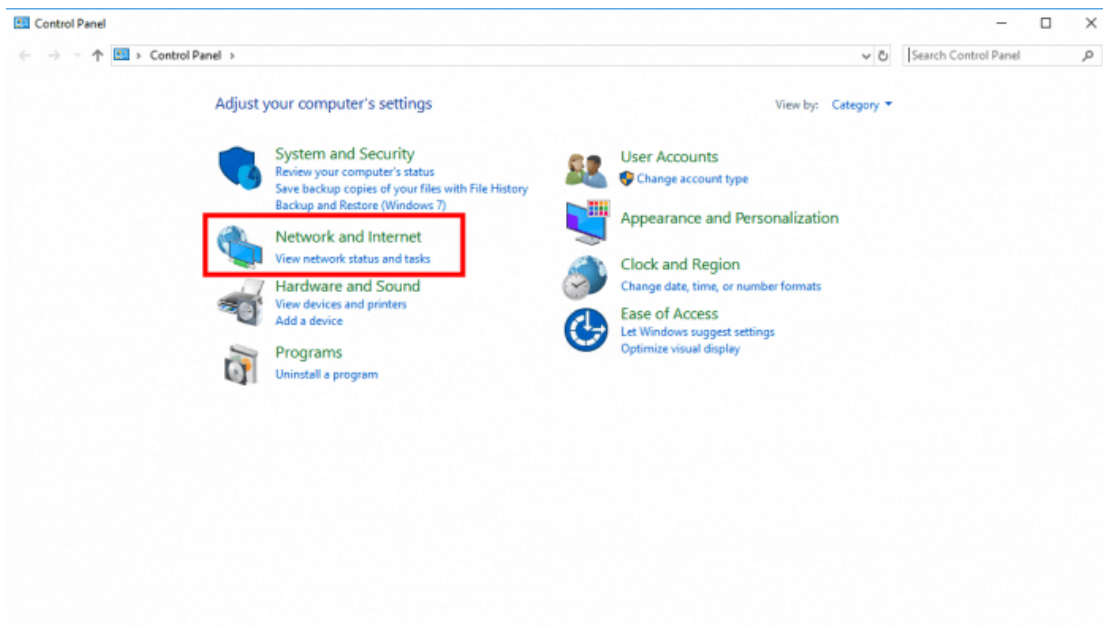 Control Panel
Control Panel
Search Control Panel
Adjust your computer's settings
View by: Category
System and Security
Review your computer's status
Save backup copies of your files with File History
Backup and Restore (Windows 7)
Network and Internet
View network status and tasks
Hardware and Sound
View devices and printers
Add a device
Programs
Uninstall a program
User Accounts
Change account type
Appearance and Personalization
Clock and Region
Change date, time, or number formats
Ease of Access
Let Windows suggest settings
Optimize visual display